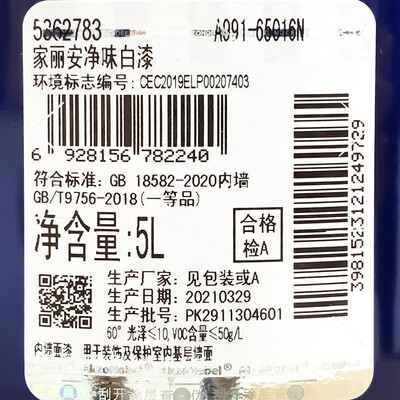 5362783 A991-65016N
家丽安净味白漆
环境标志编号: CEC2019ELP00207403
6 928156 782240
符合标准: GB 18582-2020内墙
GB/T9756-2018(一等品)
净含量:5L
合格
检A
生产厂家: 见包装或A
生产日期: 20210329
生产批号: PK2911304601
60°光泽≤10,VOC含量≤50g/L
内墙面漆 用于装饰及保护室内基层墙面
3981523121249729